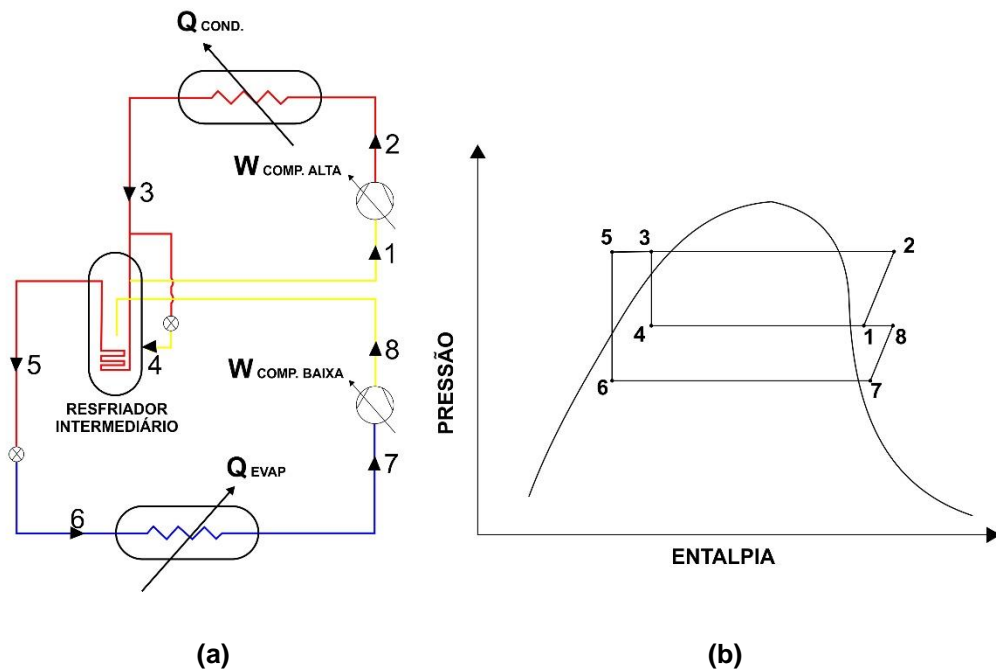 Q COND.
2
W COMP. ALTA
3
1
4
5
8
W COMP. BAIXA
RESFRIADOR
INTERMEDIÁRIO
7
Q EVAP
6
(a)
PRESSÃO
5 3 2
4 1 8
6 7
ENTALPIA
(b)